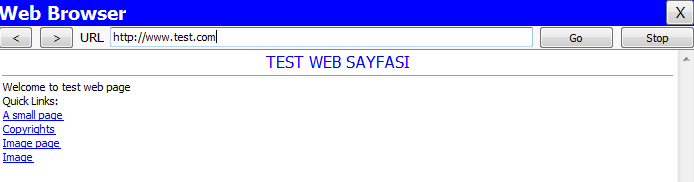 Web Browser X
< > URL http://www.test.com Go Stop
TEST WEB SAYFASI
Welcome to test web page
Quick Links:
A small page
Copyrights
Image page
Image